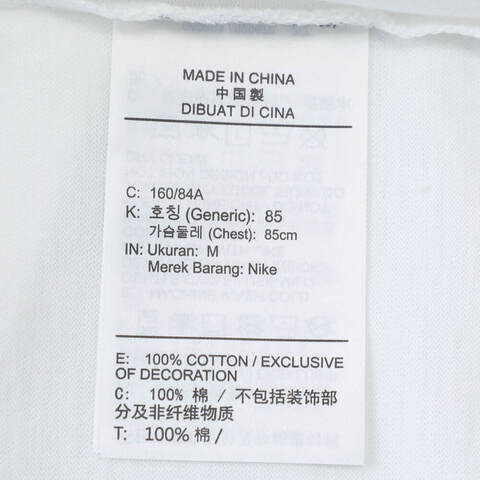 MADE IN CHINA
中国製
DIBUAT DI CINA
C: 160/84A
K: 호칭 (Generic): 85
가슴둘레 (Chest): 85cm
IN: Ukuran: M
Merek Barang: Nike
E: 100% COTTON / EXCLUSIVE
OF DECORATION
C: 100% 棉 / 不包括装饰部
分及非纤维物质
T: 100% 棉 /